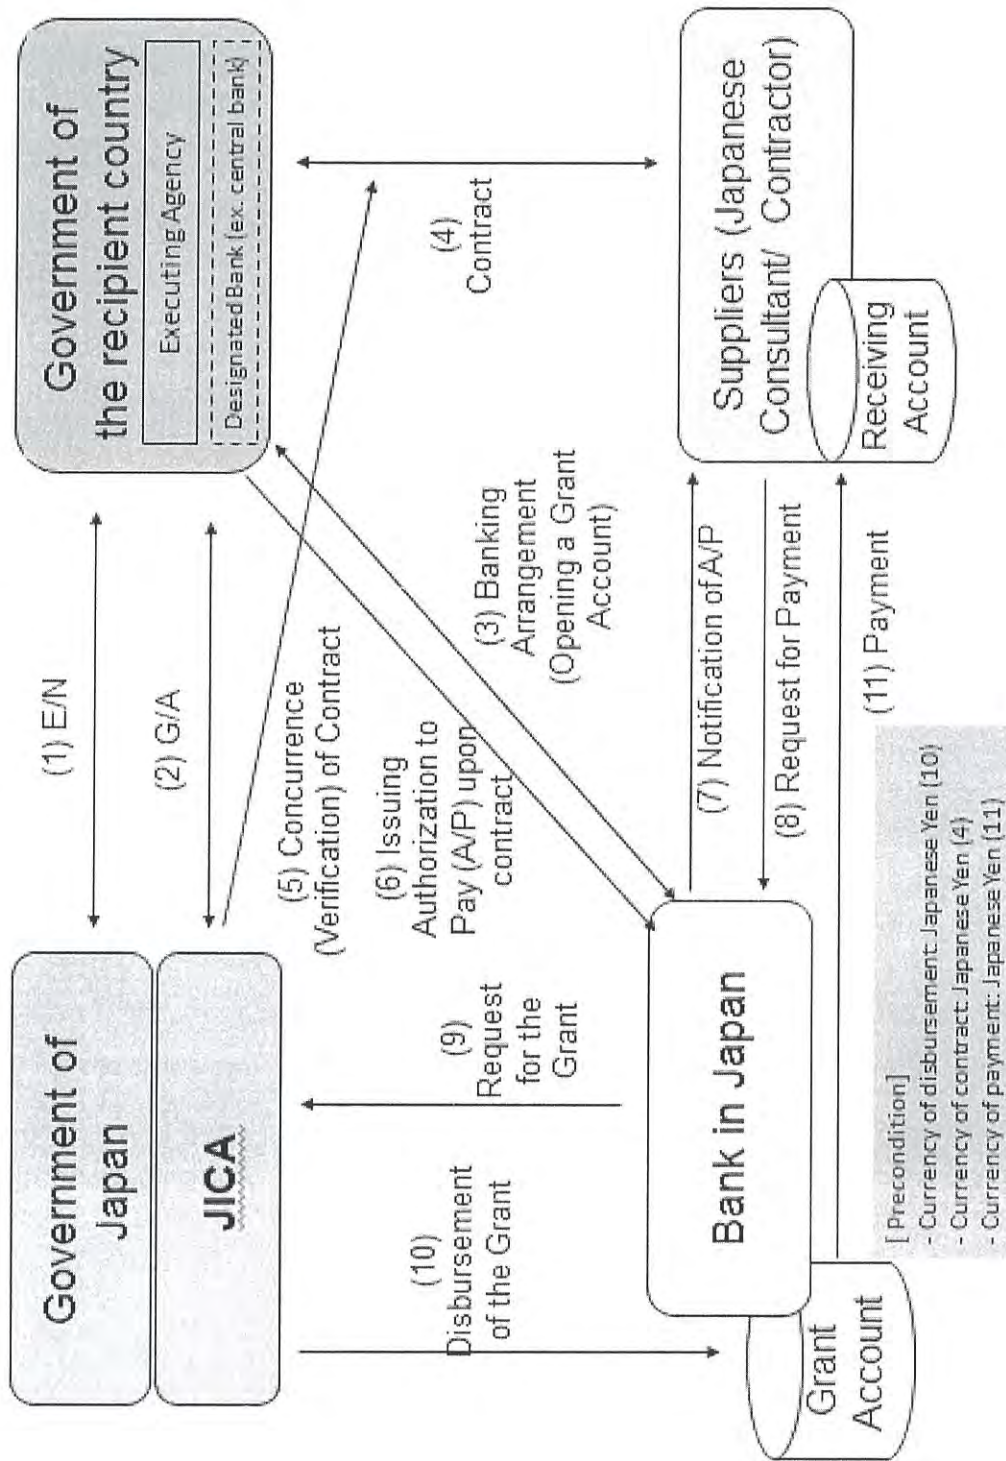 Government of
Japan
JICA
(1) E/N
(2) G/A
Government of
the recipient country
Executing Agency
Designated Bank (ex. central bank)
(5) Concurrence
(Verification) of Contract
(6) Issuing
Authorization to
Pay (A/P) upon
contract
(3) Banking
Arrangement
(Opening a Grant
Account)
(4)
Contract
(9)
Request
for the
Grant
(10)
Disbursement
of the Grant
Bank in Japan
Grant
Account
(7) Notification of A/P
(8) Request for Payment
(11) Payment
Suppliers (Japanese
Consultant/ Contractor)
Receiving
Account
[ Precondition]
- Currency of disbursement: Japanese Yen (10)
- Currency of contract: Japanese Yen (4)
- Currency of payment: Japanese Yen (11)